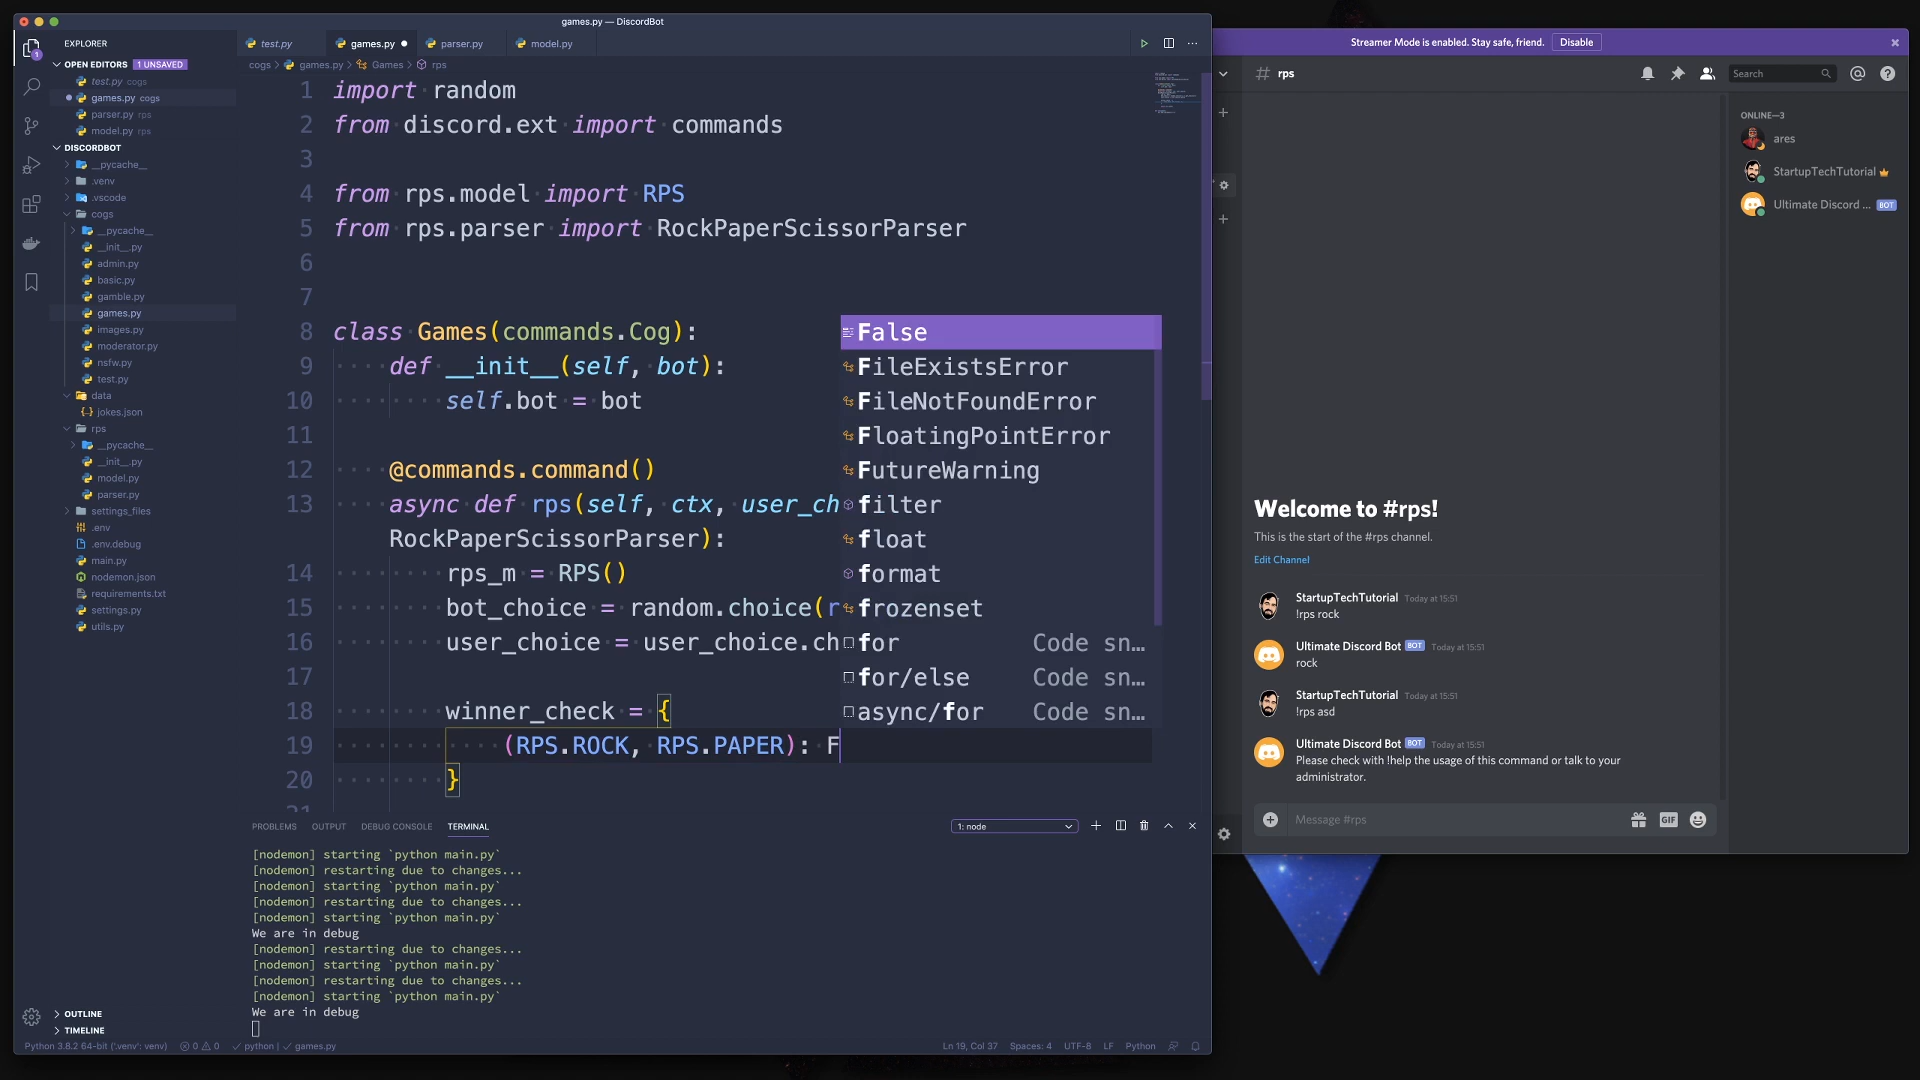 games.py — DiscordBot
EXPLORER
OPEN EDITORS 1 UNSAVED
test.py cogs
games.py cogs
parser.py rps
model.py rps
DISCORDBOT
__pycache__
.venv
.vscode
cogs
__pycache__
__init__.py
admin.py
basic.py
gamble.py
games.py
images.py
moderator.py
nsfw.py
test.py
data
jokes.json
rps
__pycache__
__init__.py
model.py
parser.py
settings_files
.env
.env.debug
main.py
nodemon.json
requirements.txt
settings.py
utils.py
OUTLINE
TIMELINE
test.py games.py parser.py model.py
cogs > games.py > Games > rps
1 import random
2 from discord.ext import commands
3
4 from rps.model import RPS
5 from rps.parser import RockPaperScissorParser
6
7
8 class Games(commands.Cog):
9 def __init__(self, bot):
10 self.bot = bot
11
12 @commands.command()
13 async def rps(self, ctx, user_ch
RockPaperScissorParser):
14 rps_m = RPS()
15 bot_choice = random.choice(r
16 user_choice = user_choice.ch
17
18 winner_check = {
19 (RPS.ROCK, RPS.PAPER): F
20 }
21
False
FileExistsError
FileNotFoundError
FloatingPointError
FutureWarning
filter
float
format
frozenset
for Code sn…
for/else Code sn…
async/for Code sn…
PROBLEMS OUTPUT DEBUG CONSOLE TERMINAL 1: node
[nodemon] starting `python main.py`
[nodemon] restarting due to changes...
[nodemon] starting `python main.py`
[nodemon] restarting due to changes...
[nodemon] starting `python main.py`
We are in debug
[nodemon] restarting due to changes...
[nodemon] starting `python main.py`
[nodemon] restarting due to changes...
[nodemon] starting `python main.py`
We are in debug
Python 3.8.2 64-bit ('.venv': venv) 0 0 python | games.py Ln 19, Col 37 Spaces: 4 UTF-8 LF Python
Streamer Mode is enabled. Stay safe, friend. Disable
# rps Search
Welcome to #rps!
This is the start of the #rps channel.
Edit Channel
StartupTechTutorial Today at 15:51
!rps rock
Ultimate Discord Bot BOT Today at 15:51
rock
StartupTechTutorial Today at 15:51
!rps asd
Ultimate Discord Bot BOT Today at 15:51
Please check with !help the usage of this command or talk to your
administrator.
Message #rps GIF
ONLINE—3
ares
StartupTechTutorial
Ultimate Discord ... BOT